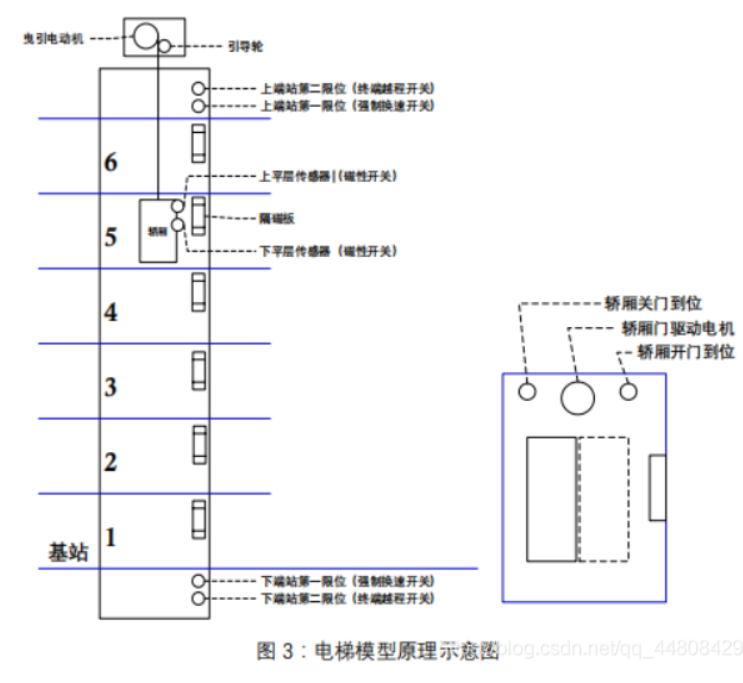 曳引电动机
引导轮
上端站第二限位（终端越程开关）
上端站第一限位（强制换速开关）
6
上平层传感器|（磁性开关）
5
轿厢
隔磁板
下平层传感器（磁性开关）
4
轿厢关门到位
轿厢门驱动电机
3
轿厢开门到位
2
1
基站
下端站第一限位（强制换速开关）
下端站第二限位（终端越程开关）
图 3：电梯模型原理示意图
blog.csdn.net/qq_44808429